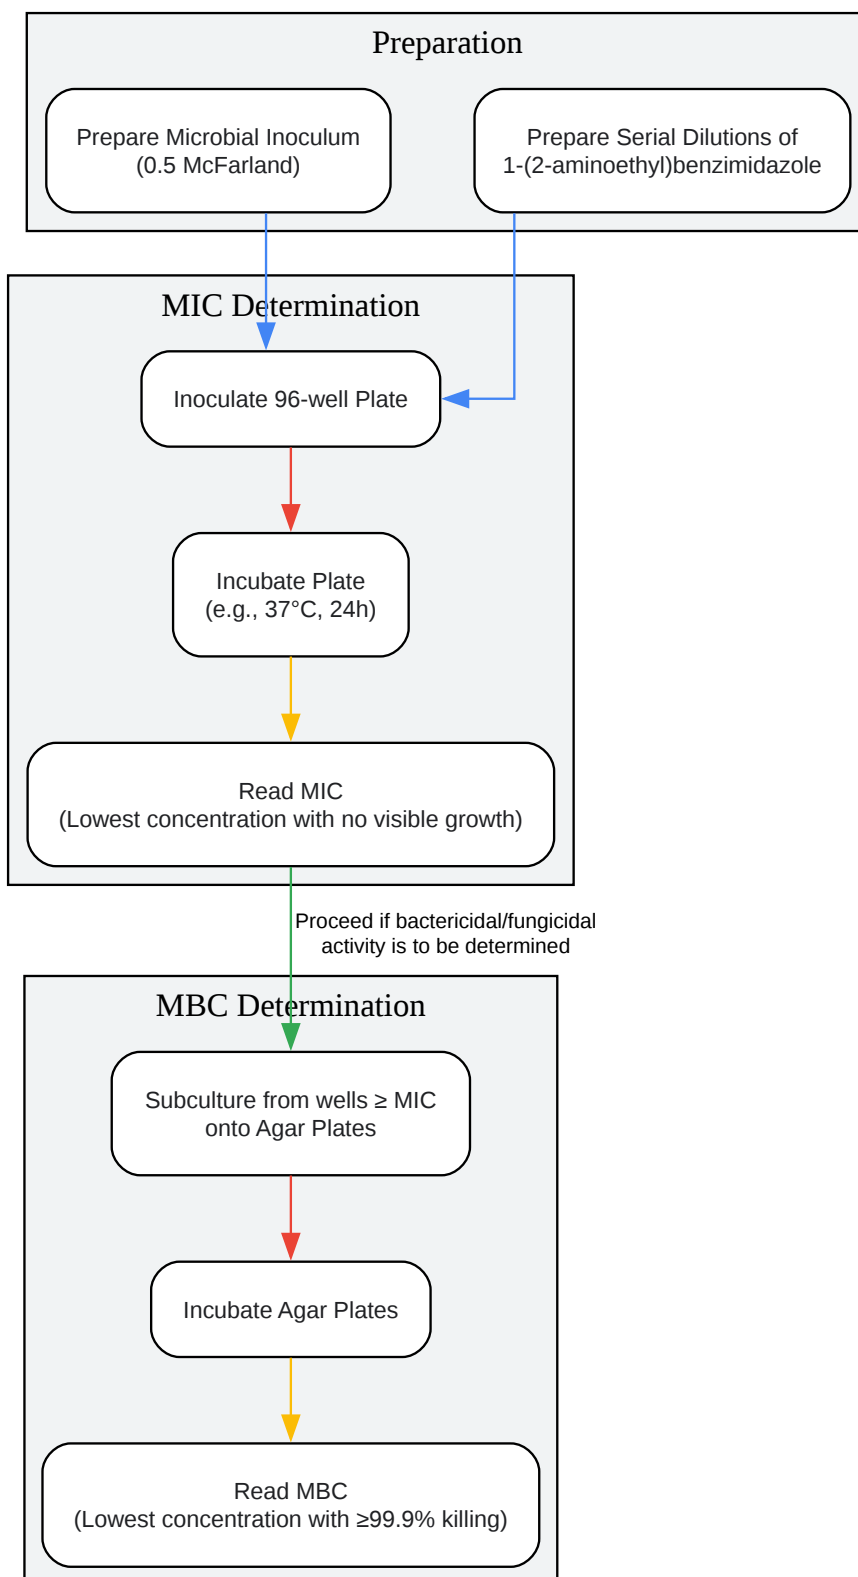 Preparation
Prepare Microbial Inoculum
(0.5 McFarland)
Prepare Serial Dilutions of
1-(2-aminoethyl)benzimidazole
MIC Determination
Inoculate 96-well Plate
Incubate Plate
(e.g., 37°C, 24h)
Read MIC
(Lowest concentration with no visible growth)
Proceed if bactericidal/fungicidal
activity is to be determined
MBC Determination
Subculture from wells ≥ MIC
onto Agar Plates
Incubate Agar Plates
Read MBC
(Lowest concentration with ≥99.9% killing)